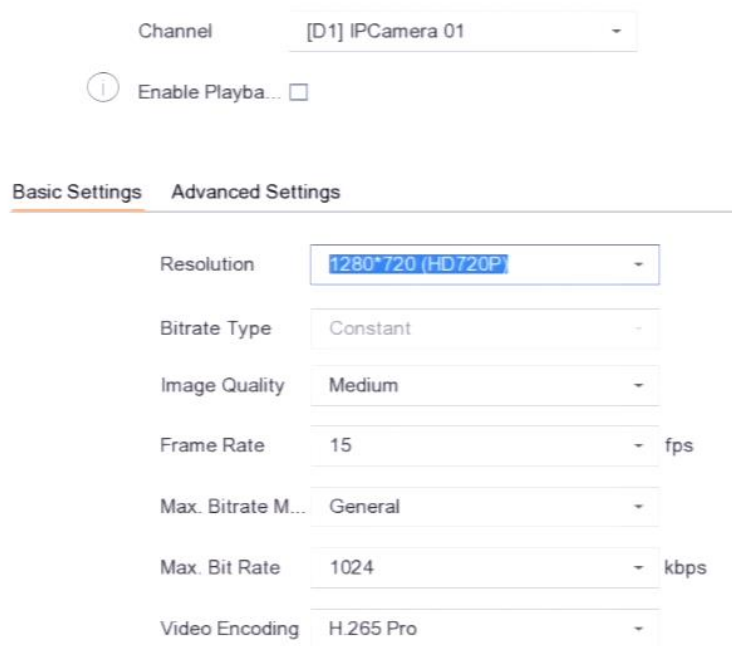 Channel [D1] IPCamera 01
i Enable Playba...
Basic Settings Advanced Settings
Resolution 1280*720 (HD720P)
Bitrate Type Constant
Image Quality Medium
Frame Rate 15 fps
Max. Bitrate M... General
Max. Bit Rate 1024 kbps
Video Encoding H.265 Pro